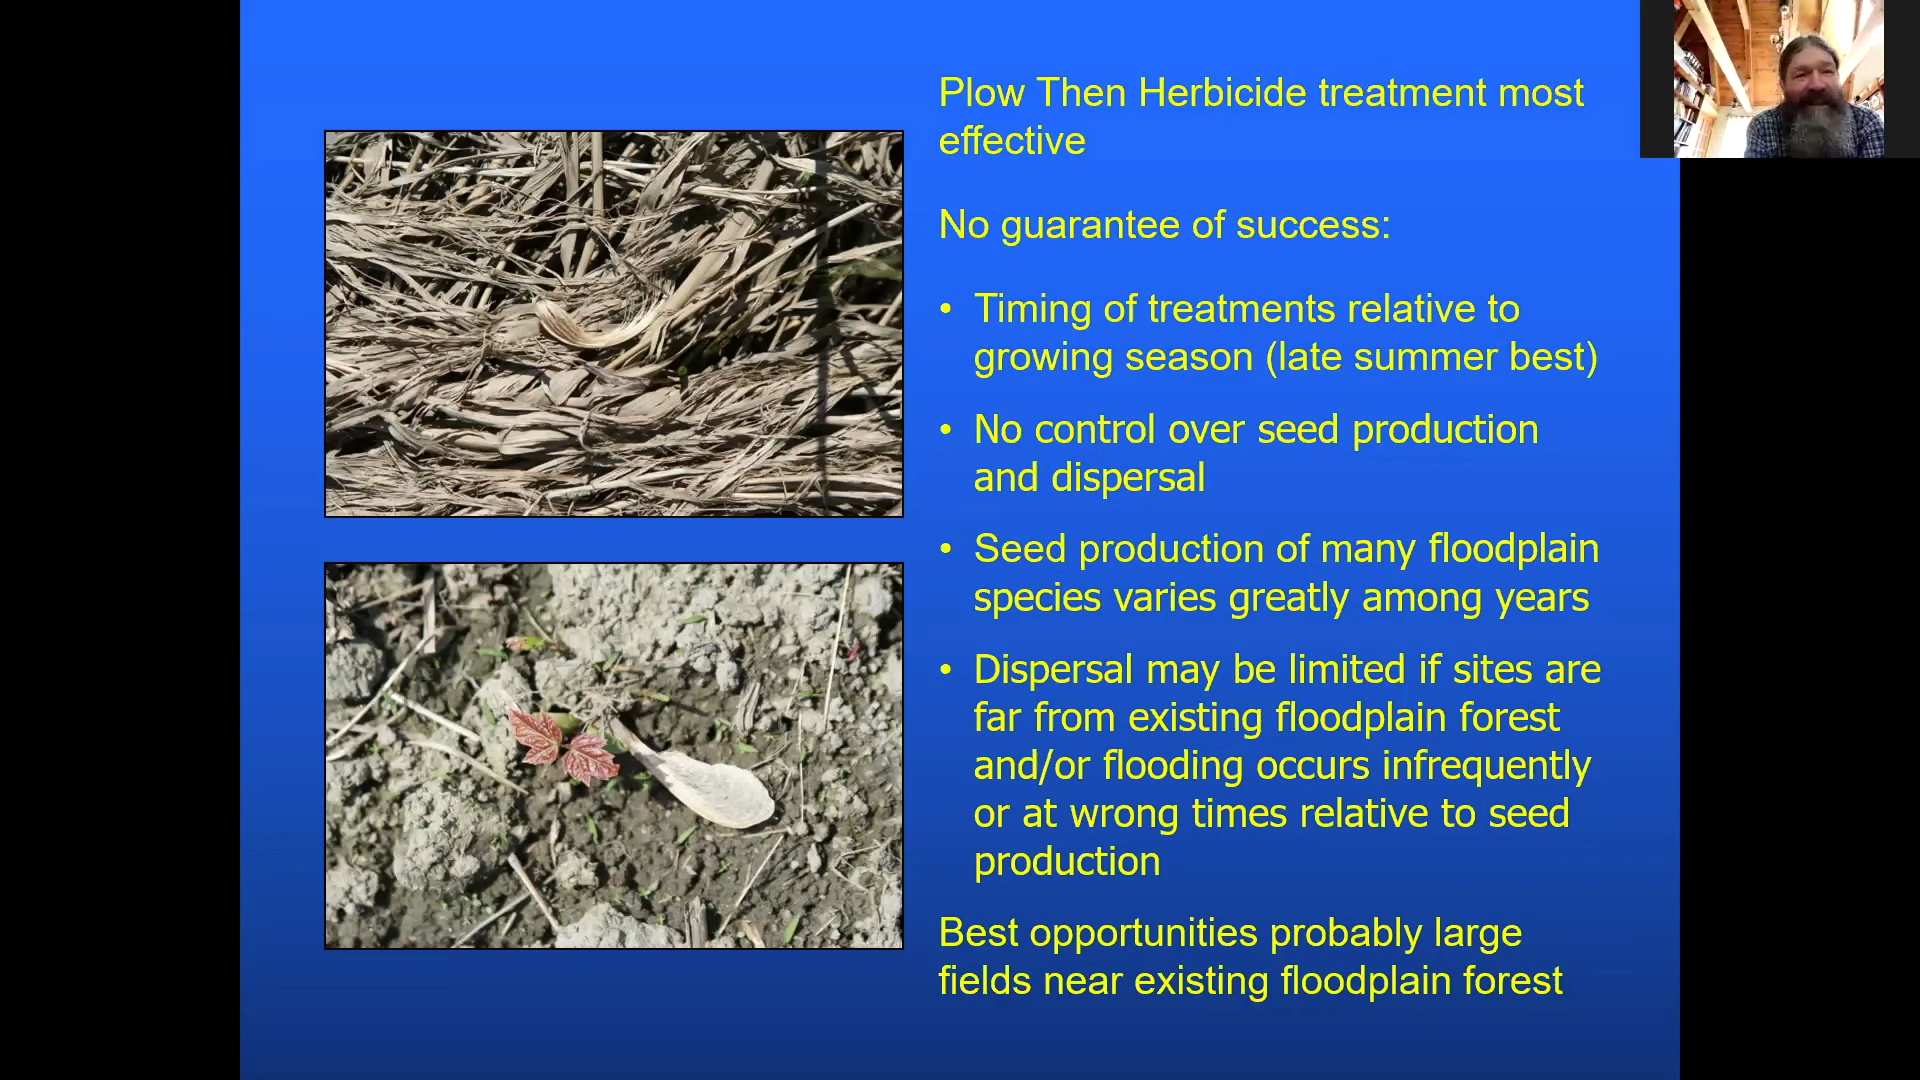 Plow Then Herbicide treatment most
effective
No guarantee of success:
• Timing of treatments relative to
growing season (late summer best)
• No control over seed production
and dispersal
• Seed production of many floodplain
species varies greatly among years
• Dispersal may be limited if sites are
far from existing floodplain forest
and/or flooding occurs infrequently
or at wrong times relative to seed
production
Best opportunities probably large
fields near existing floodplain forest